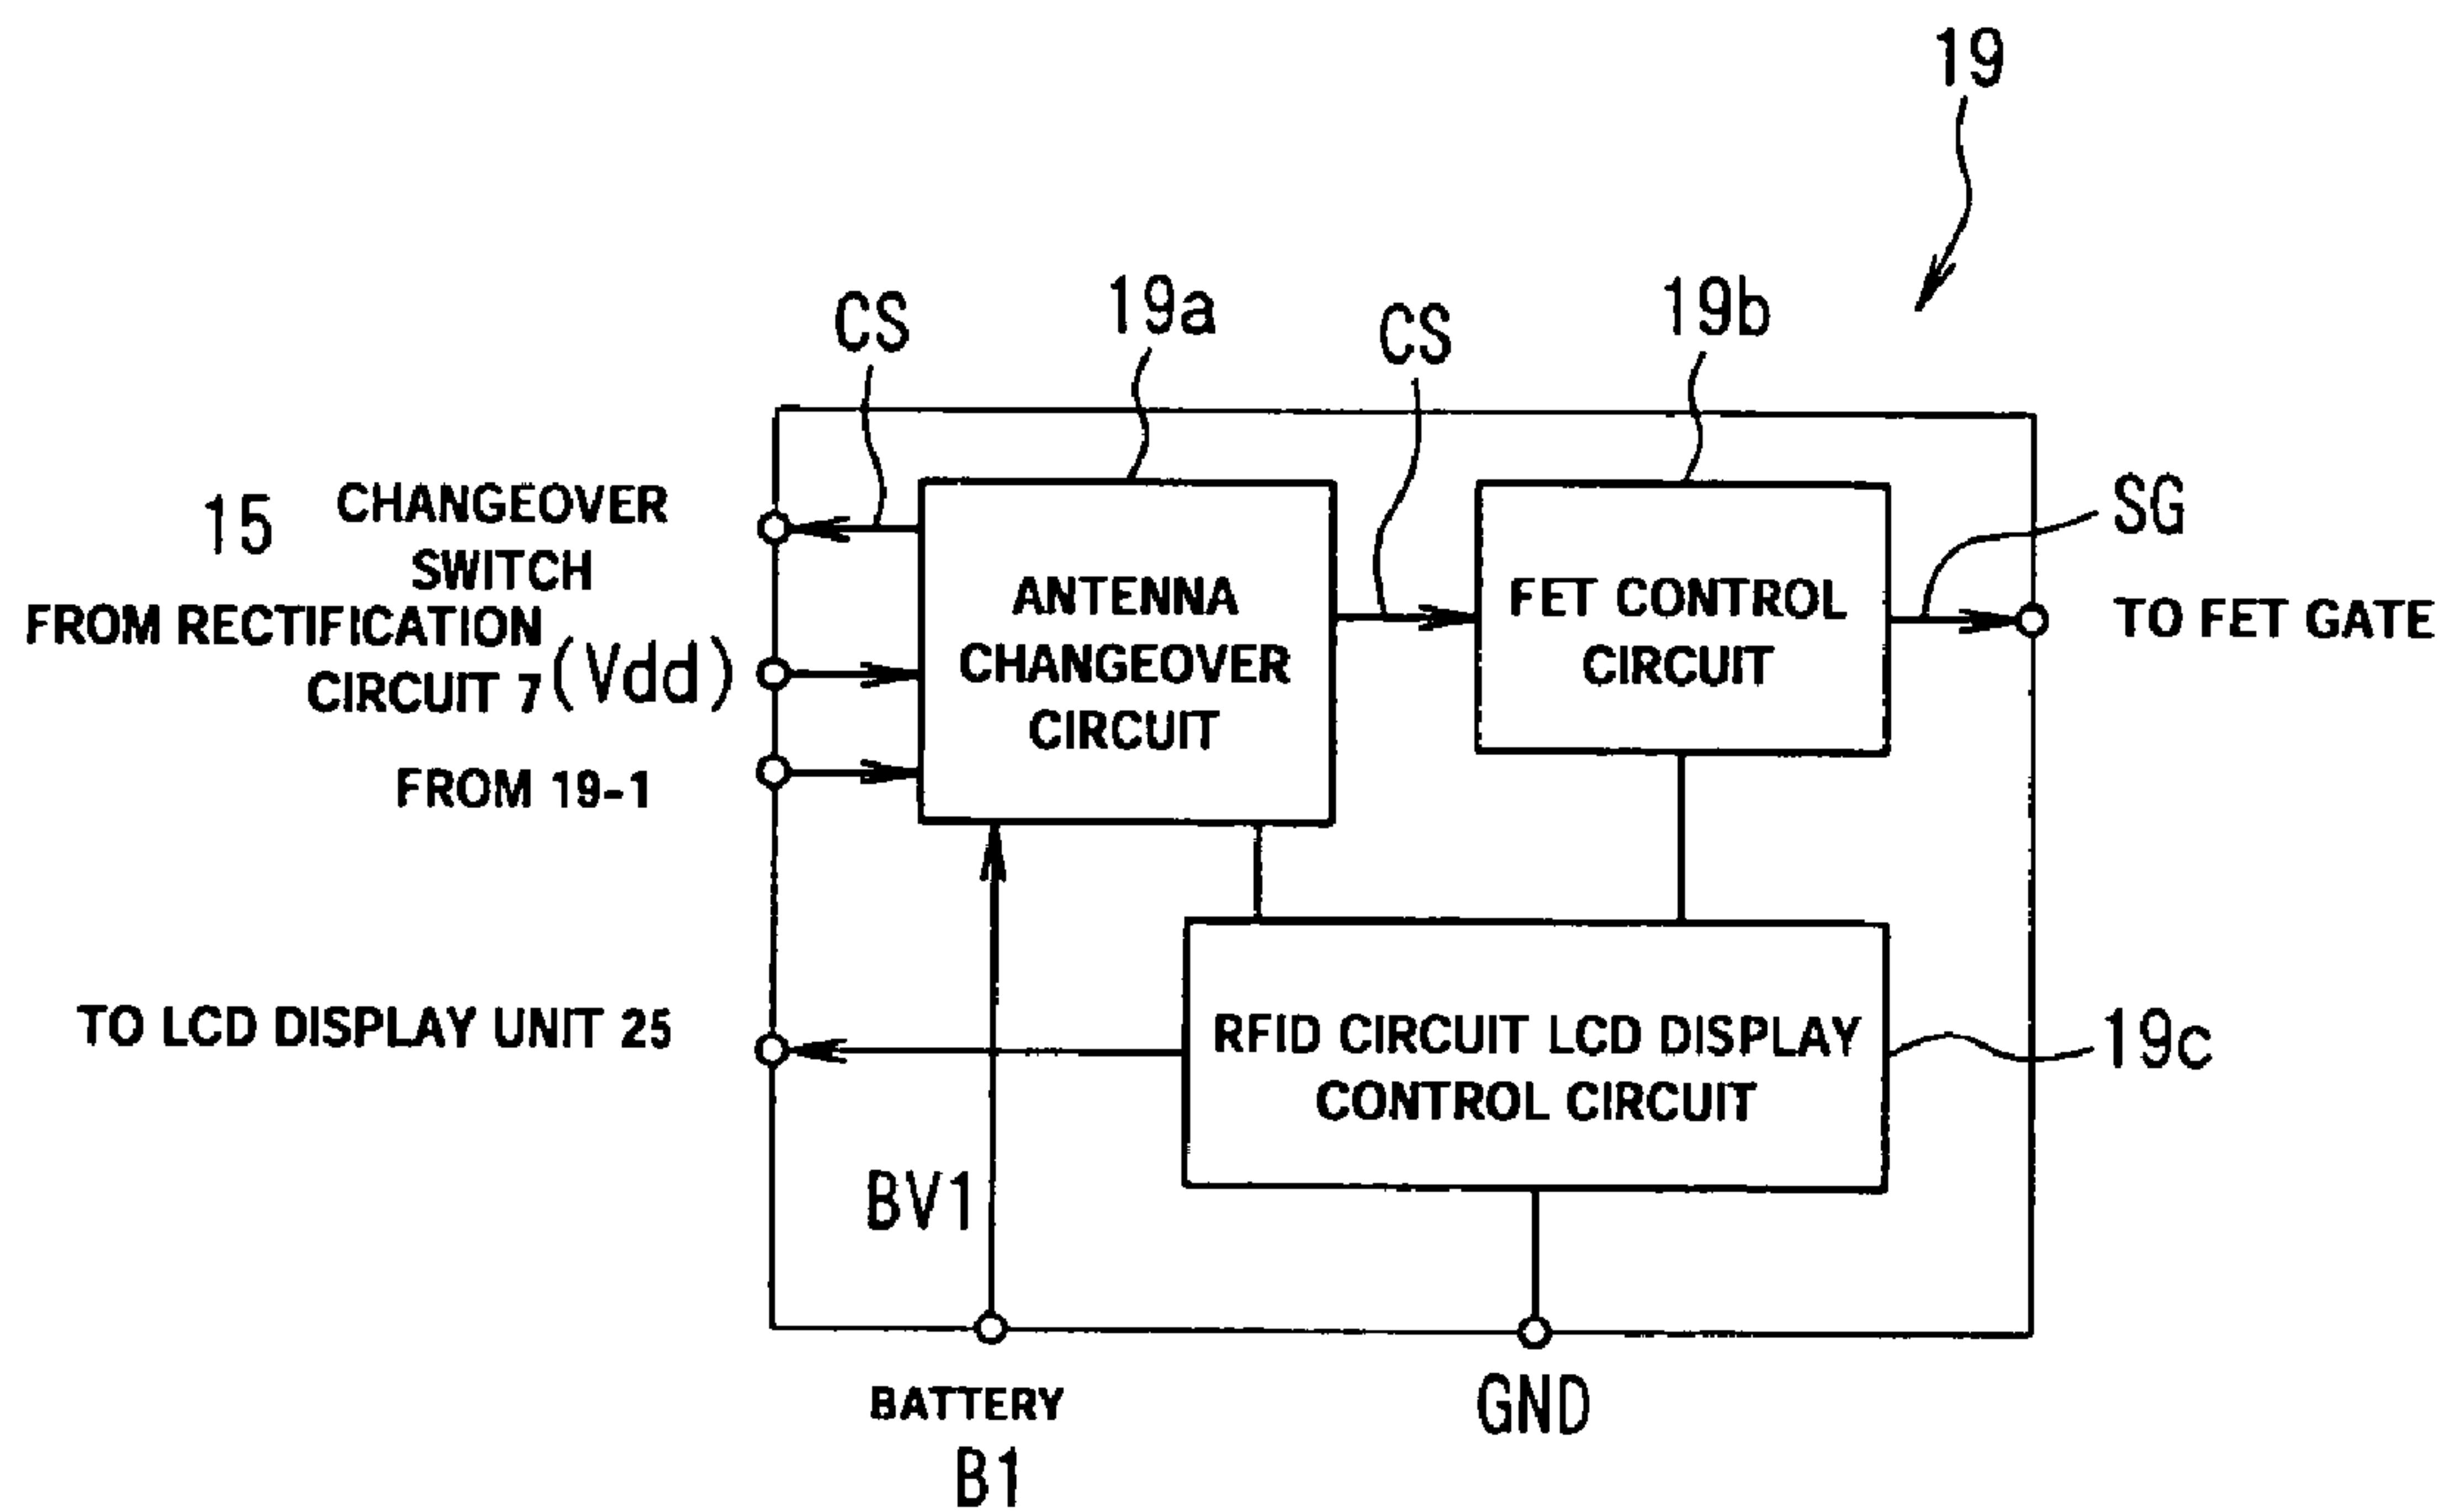 19
CS
19a
CS
19b
15
CHANGEOVER
SWITCH
SG
FROM RECTIFICATION
CIRCUIT 7 (Vdd)
ANTENNA
CHANGEOVER
CIRCUIT
FET CONTROL
CIRCUIT
TO FET GATE
FROM 19-1
TO LCD DISPLAY UNIT 25
RFID CIRCUIT LCD DISPLAY
CONTROL CIRCUIT
19c
BV1
BATTERY
B1
GND